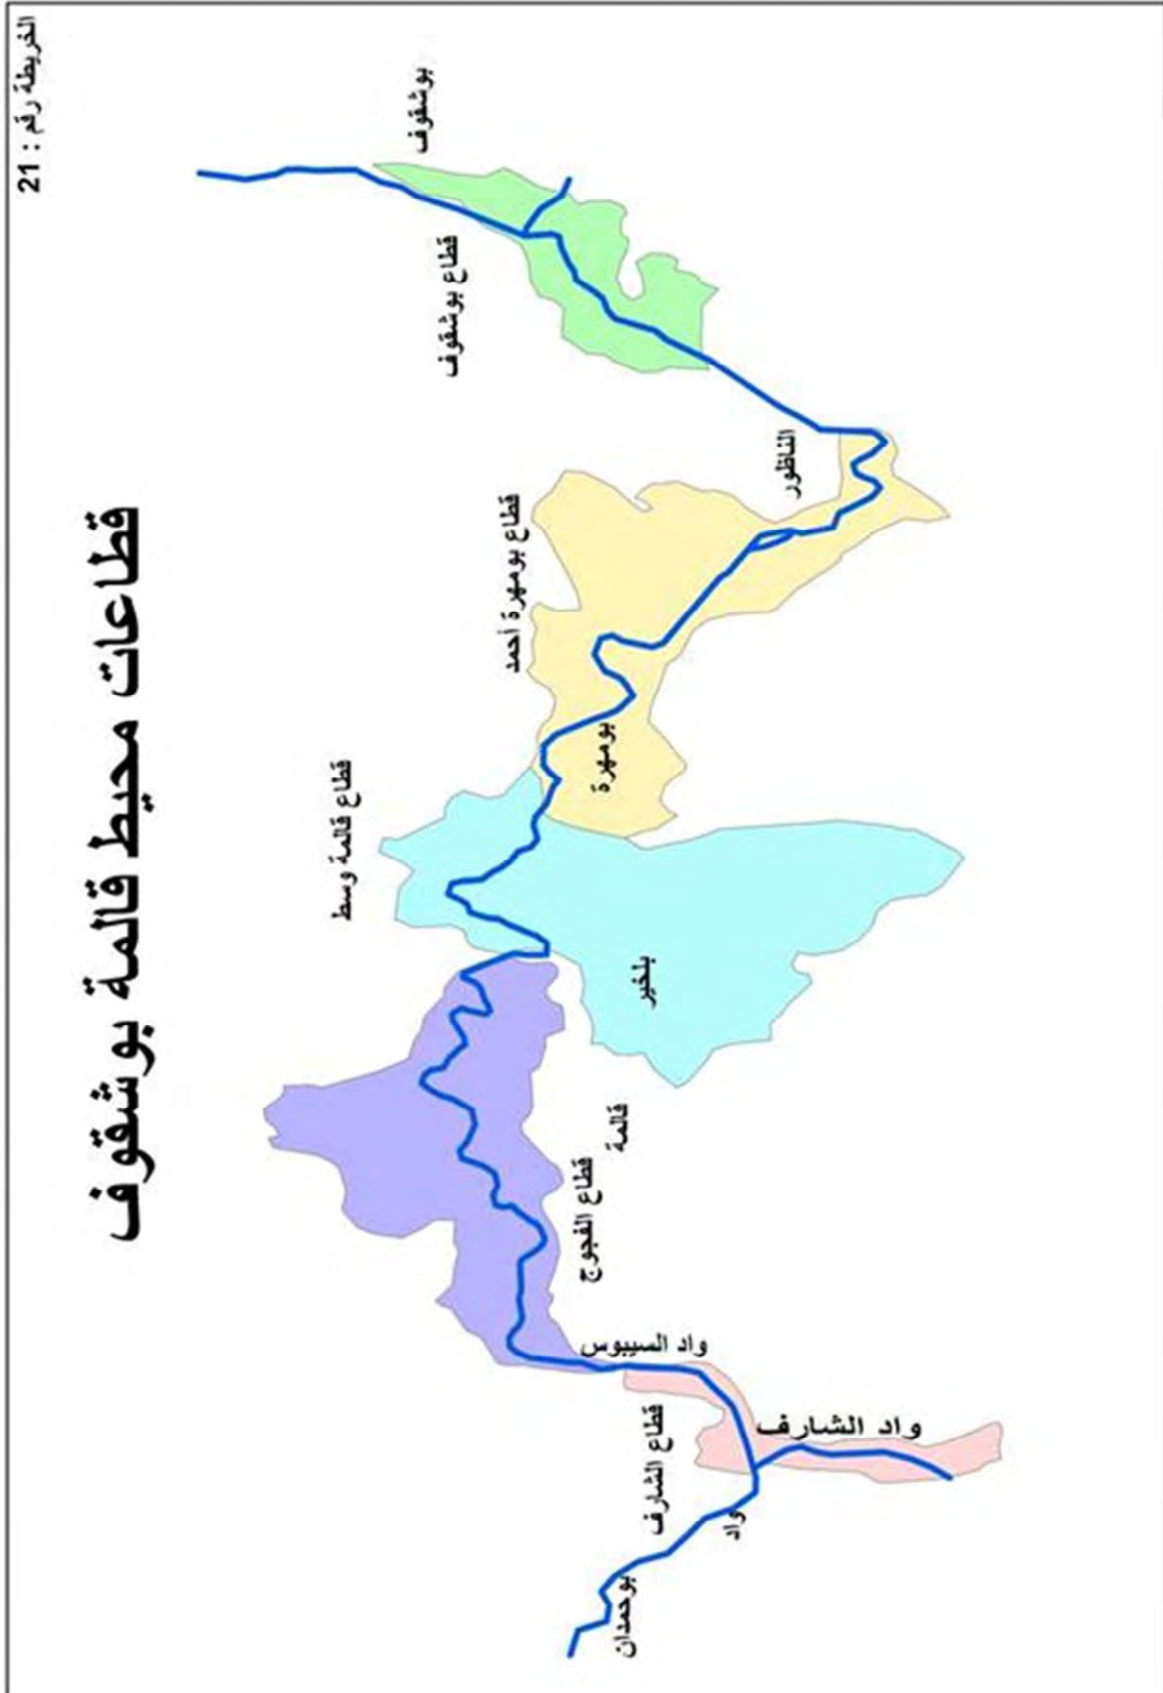 الخريطة رقم : 21
قطاعات محيط قالمة بوشقوف
بوشقوف
قطاع بوشقوف
الناظور
قطاع بومهرة أحمد
بومهرة
قطاع قالمة وسط
بلخير
قالمة
قطاع الفجوج
واد السيبوس
قطاع الشارف
واد الشارف
واد
بوحمدان